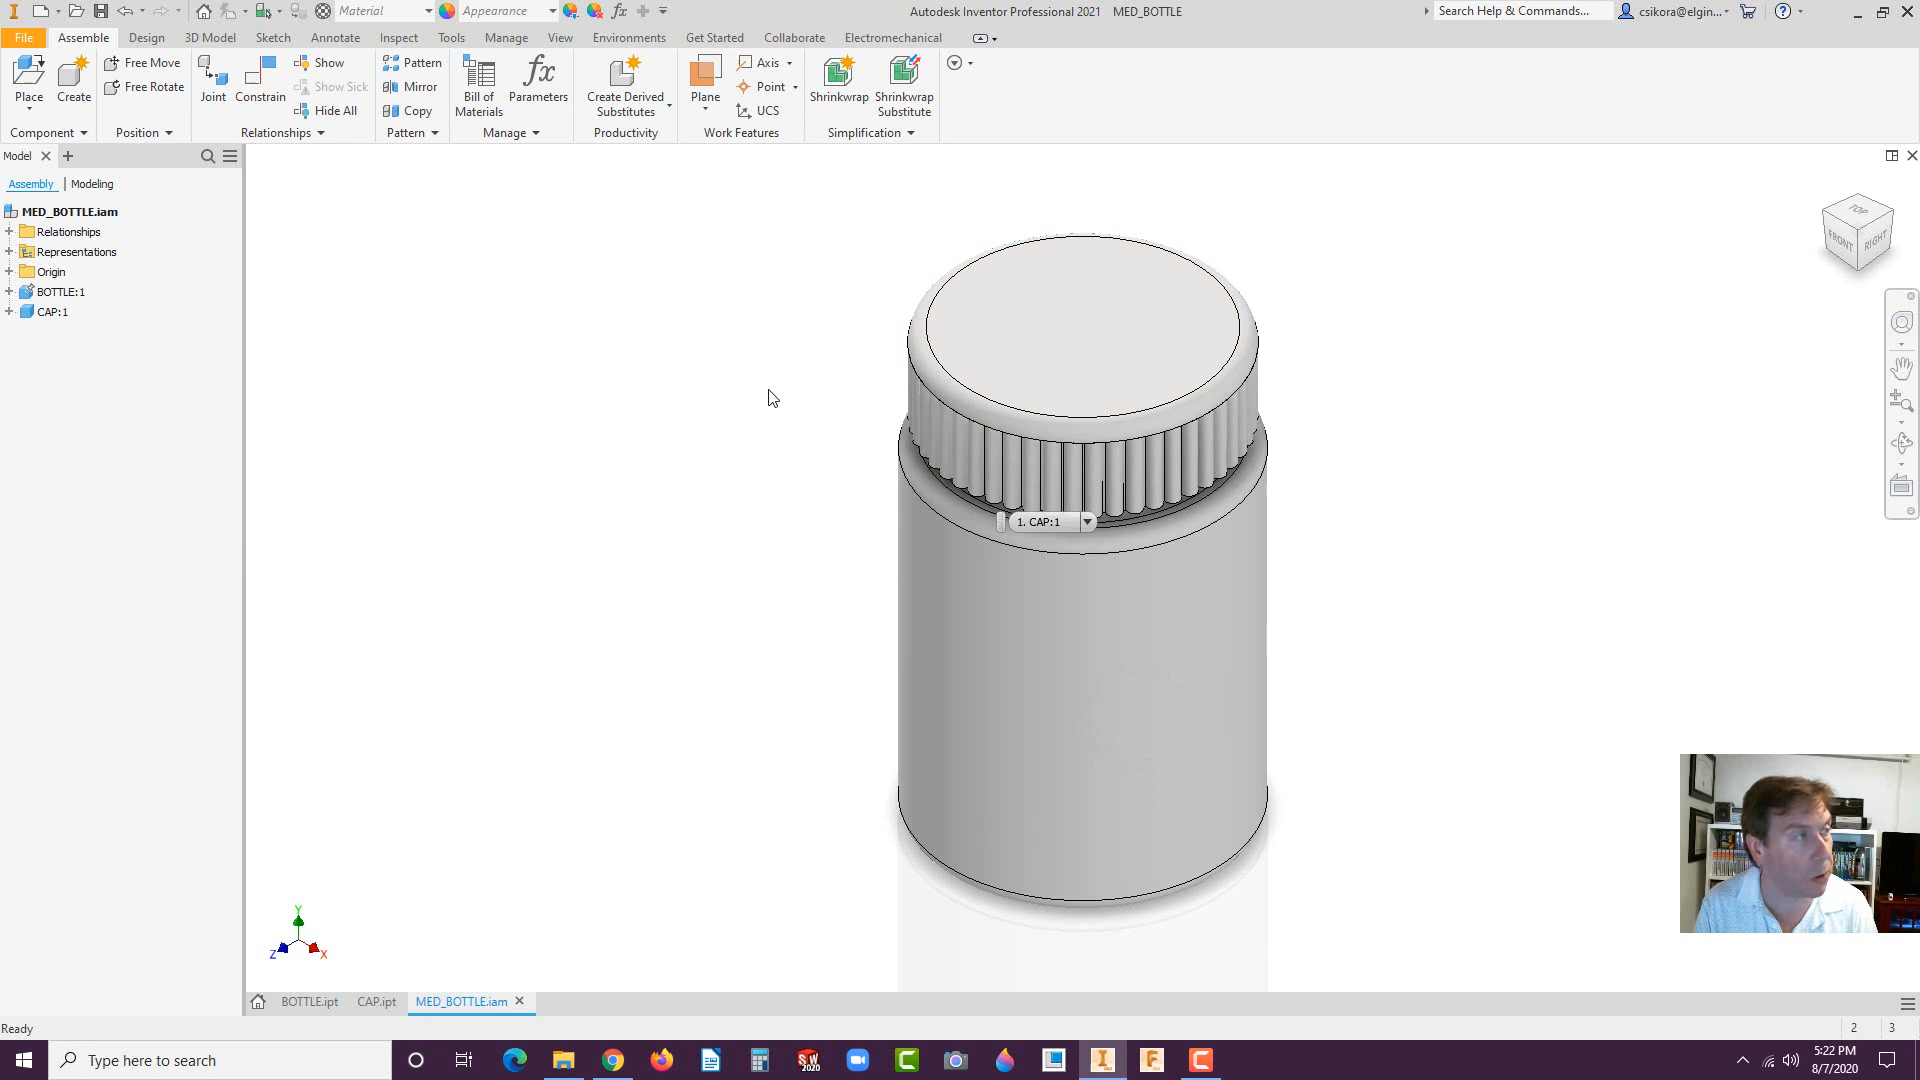 Material
Appearance
fx
Autodesk Inventor Professional 2021 MED_BOTTLE
Search Help & Commands...
csikora@elgin...
File Assemble Design 3D Model Sketch Annotate Inspect Tools Manage View Environments Get Started Collaborate Electromechanical
Place
Create
Component
Free Move
Free Rotate
Position
Joint
Constrain
Show
Show Sick
Hide All
Relationships
Pattern
Mirror
Copy
Pattern
Bill of
Materials
fx
Parameters
Manage
Create Derived
Substitutes
Productivity
Plane
Axis
Point
UCS
Work Features
Shrinkwrap
Shrinkwrap
Substitute
Simplification
Model
Assembly Modeling
MED_BOTTLE.iam
Relationships
Representations
Origin
BOTTLE:1
CAP:1
TOP
FRONT
RIGHT
1. CAP:1
Y
Z
X
BOTTLE.ipt CAP.ipt MED_BOTTLE.iam
Ready
2 3
Type here to search
SW
2020
C
I
F
C
5:22 PM
8/7/2020